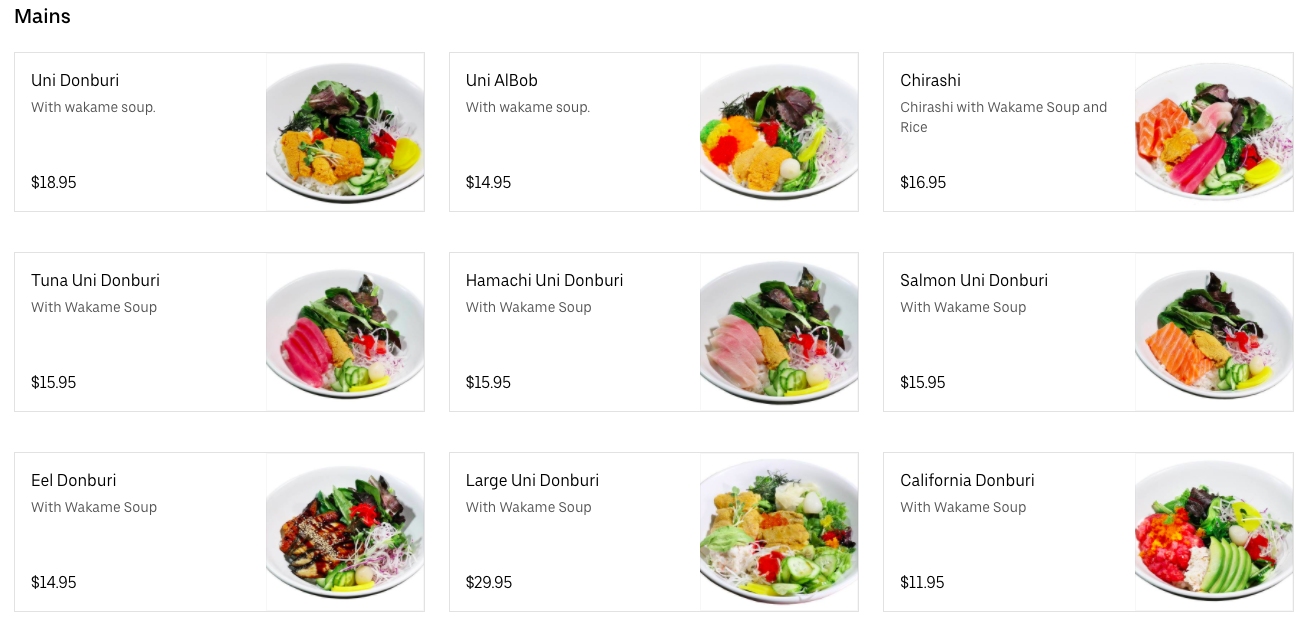 Mains
Uni Donburi
With wakame soup.
$18.95
Uni AlBob
With wakame soup.
$14.95
Chirashi
Chirashi with Wakame Soup and
Rice
$16.95
Tuna Uni Donburi
With Wakame Soup
$15.95
Hamachi Uni Donburi
With Wakame Soup
$15.95
Salmon Uni Donburi
With Wakame Soup
$15.95
Eel Donburi
With Wakame Soup
$14.95
Large Uni Donburi
With Wakame Soup
$29.95
California Donburi
With Wakame Soup
$11.95